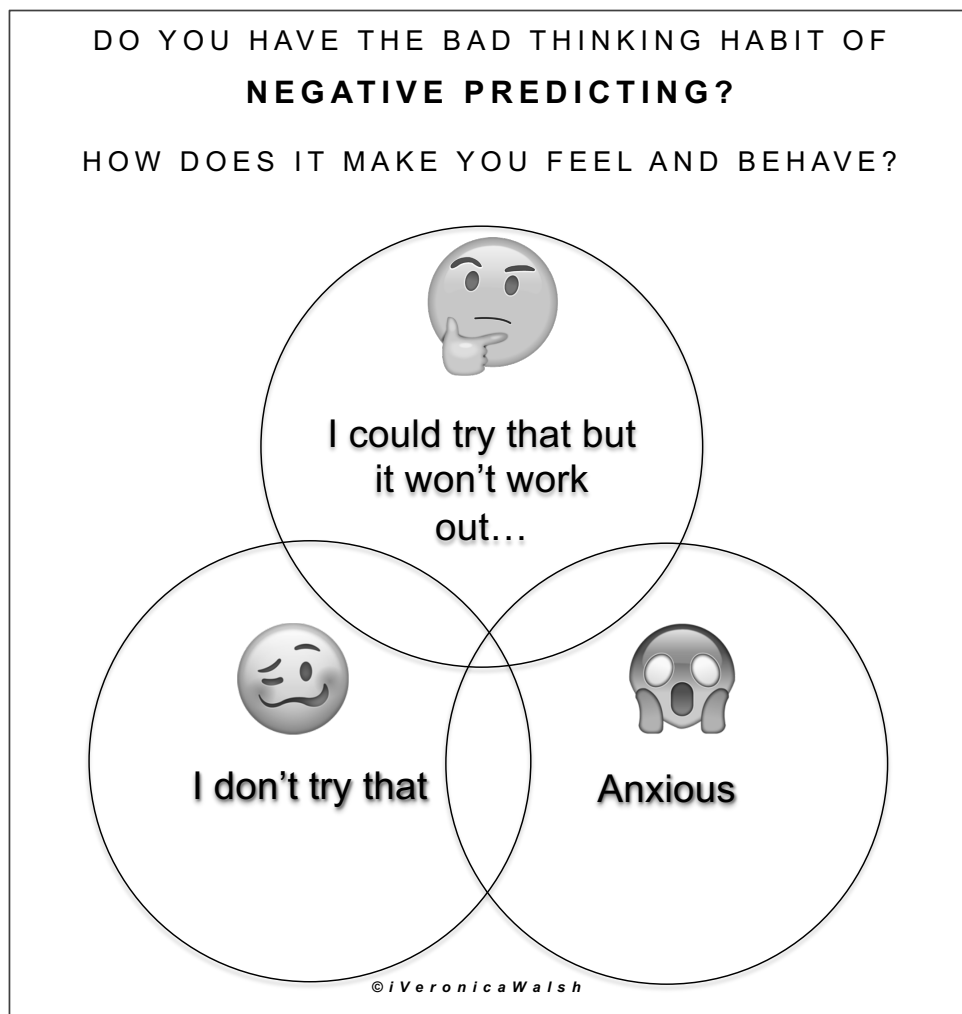 DO YOU HAVE THE BAD THINKING HABIT OF
NEGATIVE PREDICTING?
HOW DOES IT MAKE YOU FEEL AND BEHAVE?
I could try that but
it won’t work
out…
I don’t try that
Anxious
©iVeronicaWalsh